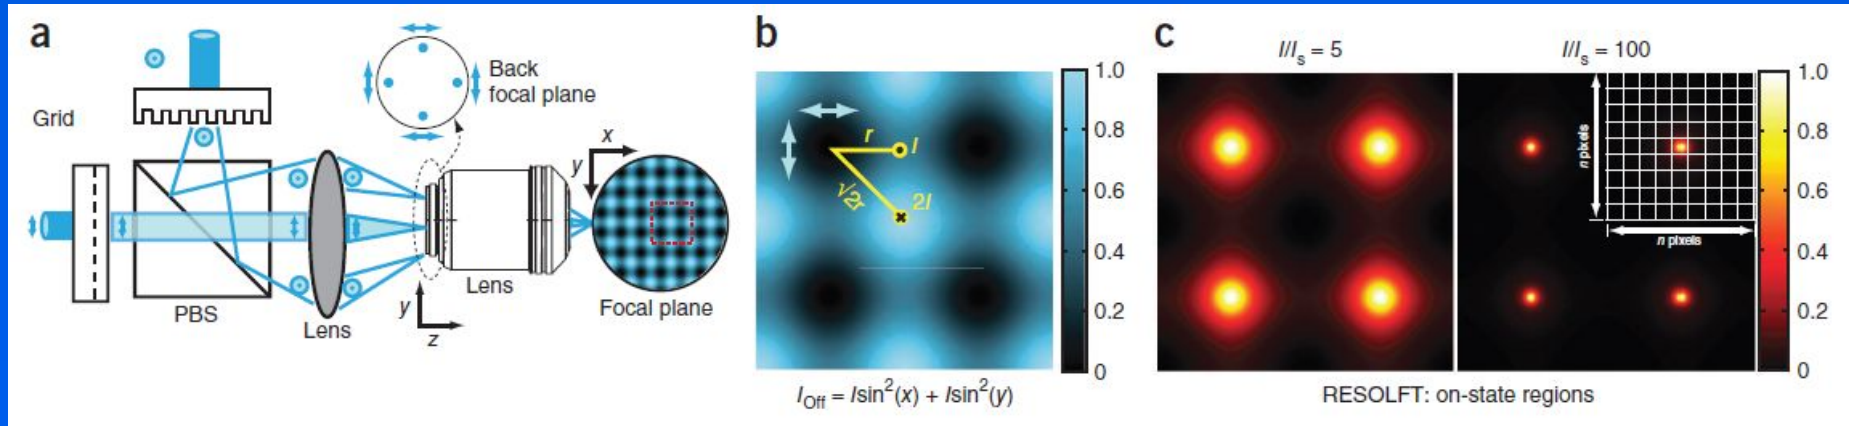 a
Grid
PBS
Lens
Back
focal plane
Lens
y
z
x
y
Focal plane
b
r
I
√2r
2I
1.0
0.8
0.6
0.4
0.2
0
I_Off = Isin²(x) + Isin²(y)
c
I/I_s = 5
I/I_s = 100
n pixels
n pixels
1.0
0.8
0.6
0.4
0.2
0
RESOLFT: on-state regions